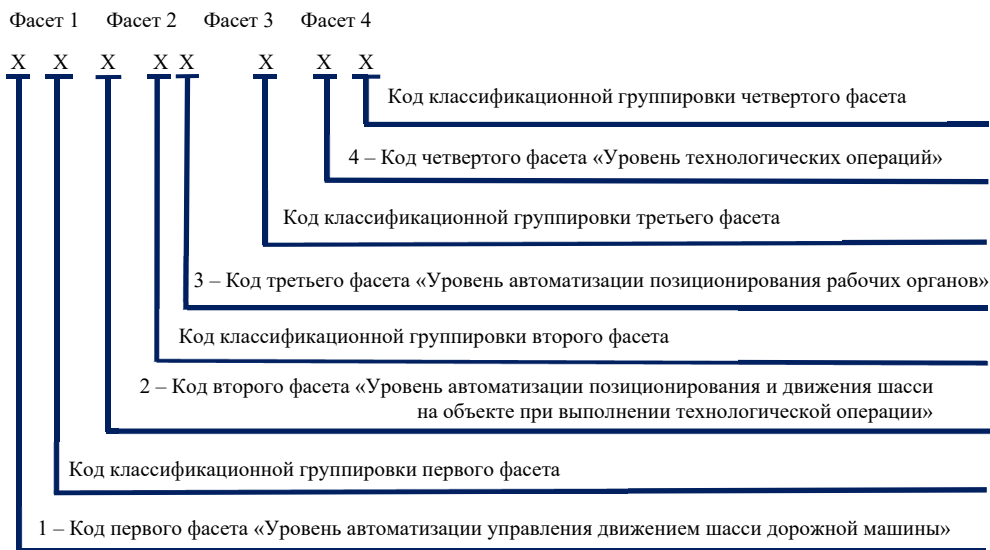 Фасет 1 Фасет 2 Фасет 3 Фасет 4
X X X X X X X X
Код классификационной группировки четвертого фасета
4 – Код четвертого фасета «Уровень технологических операций»
Код классификационной группировки третьего фасета
3 – Код третьего фасета «Уровень автоматизации позиционирования рабочих органов»
Код классификационной группировки второго фасета
2 – Код второго фасета «Уровень автоматизации позиционирования и движения шасси
на объекте при выполнении технологической операции»
Код классификационной группировки первого фасета
1 – Код первого фасета «Уровень автоматизации управления движением шасси дорожной машины»